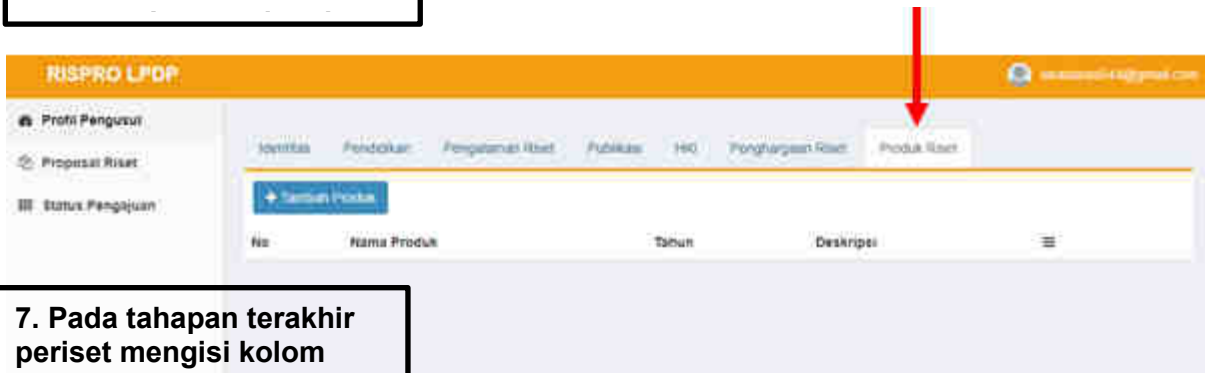 RISPRO LPDP
Profil Pengusul
Proposal Riset
Status Pengajuan
Identitas Pendidikan Pengalaman Riset Publikasi HKI Penghargaan Riset Produk Riset
+ Tambah Produk
No Nama Produk Tahun Deskripsi
7. Pada tahapan terakhir
periset mengisi kolom